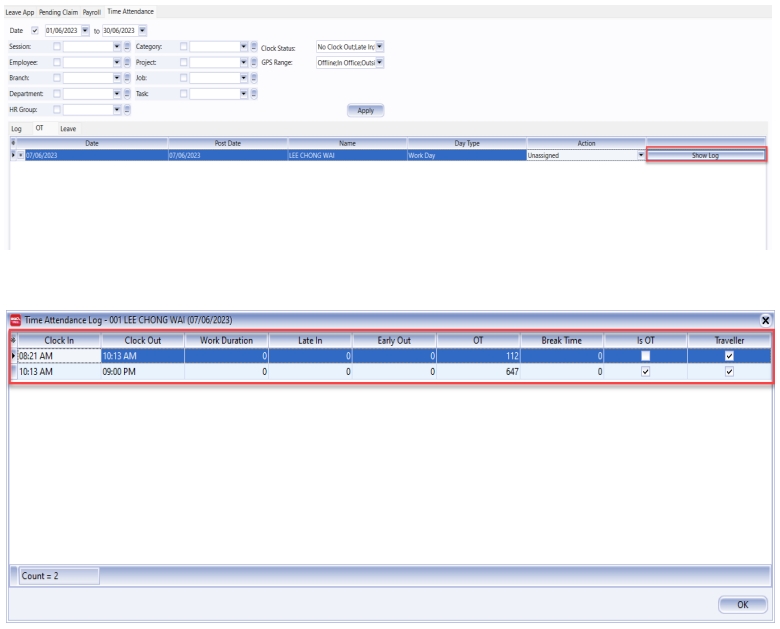 Leave App Pending Claim Payroll Time Attendance
Date 01/06/2023 to 30/06/2023
Session: Category: Clock Status: No Clock Out;Late In;
Employee: Project: GPS Range: Offline;In Office;Outsi
Branch: Job:
Department: Task:
HR Group: Apply
Log OT Leave
Date Post Date Name Day Type Action
07/06/2023 07/06/2023 LEE CHONG WAI Work Day Unassigned Show Log
Time Attendance Log - 001 LEE CHONG WAI (07/06/2023)
Clock In Clock Out Work Duration Late In Early Out OT Break Time Is OT Traveller
08:21 AM 10:13 AM 0 0 0 112 0
10:13 AM 09:00 PM 0 0 0 647 0
Count = 2
OK